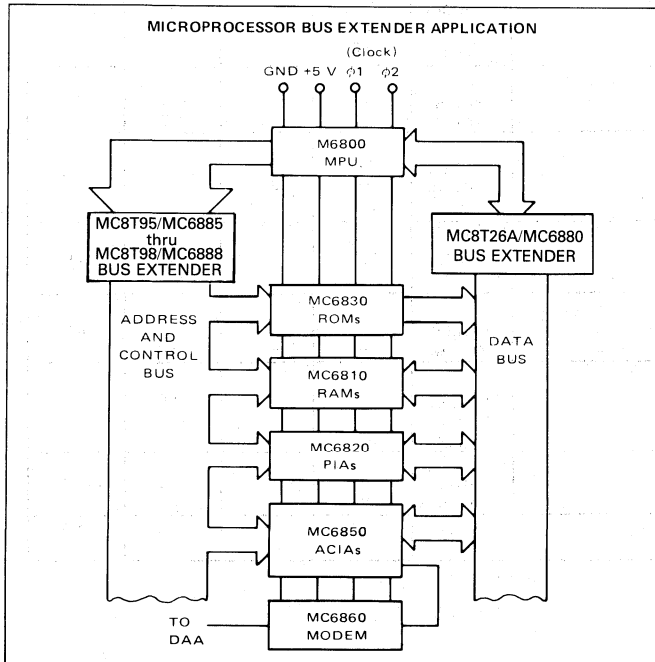 MICROPROCESSOR BUS EXTENDER APPLICATION
(Clock)
GND +5 V ϕ1 ϕ2
M6800
MPU
MC8T95/MC6885
thru
MC8T98/MC6888
BUS EXTENDER
MC8T26A/MC6880
BUS EXTENDER
ADDRESS
AND
CONTROL
BUS
MC6830
ROMs
DATA
BUS
MC6810
RAMs
MC6820
PIAs
MC6850
ACIAs
TO
DAA
MC6860
MODEM